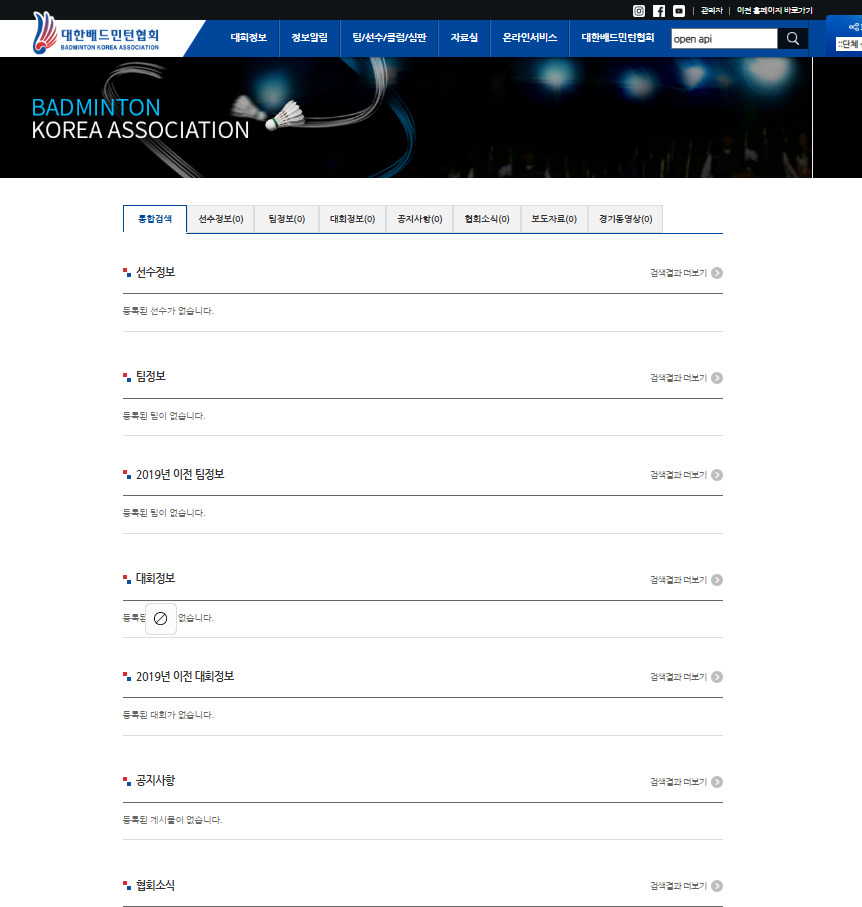 관리자
이전 홈페이지 바로가기
대한배드민턴협회
BADMINTON KOREA ASSOCIATION
대회정보
정보알림
팀/선수/클럽/심판
자료실
온라인서비스
대한배드민턴협회
open api
::단체
BADMINTON
KOREA ASSOCIATION
통합검색
선수정보(0)
팀정보(0)
대회정보(0)
공지사항(0)
협회소식(0)
보도자료(0)
경기동영상(0)
선수정보
검색결과 더보기
등록된 선수가 없습니다.
팀정보
검색결과 더보기
등록된 팀이 없습니다.
2019년 이전 팀정보
검색결과 더보기
등록된 팀이 없습니다.
대회정보
검색결과 더보기
등록된 없습니다.
2019년 이전 대회정보
검색결과 더보기
등록된 대회가 없습니다.
공지사항
검색결과 더보기
등록된 게시물이 없습니다.
협회소식
검색결과 더보기